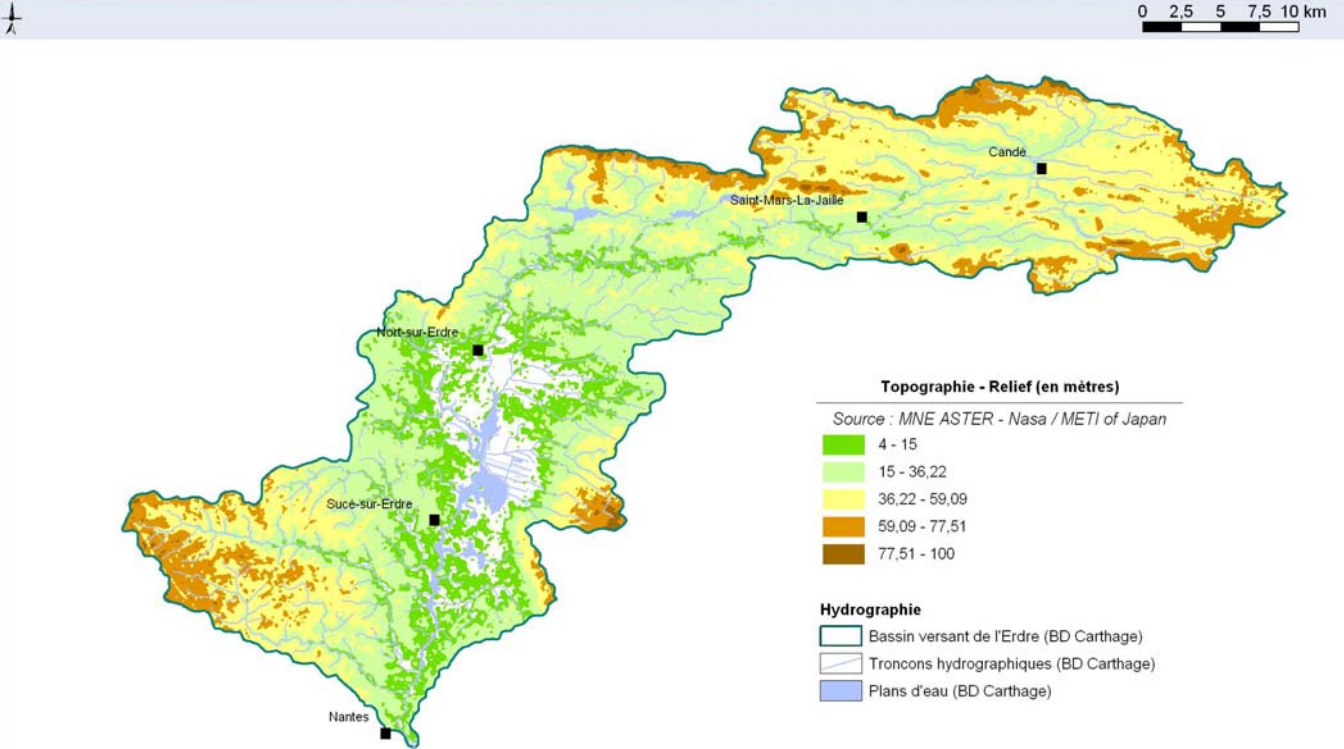 0 2,5 5 7,5 10 km
Candé
Saint-Mars-La-Jaille
Nort-sur-Erdre
Sucé-sur-Erdre
Nantes
Topographie - Relief (en mètres)
Source : MNE ASTER - Nasa / METI of Japan
4 - 15
15 - 36,22
36,22 - 59,09
59,09 - 77,51
77,51 - 100
Hydrographie
Bassin versant de l'Erdre (BD Carthage)
Troncons hydrographiques (BD Carthage)
Plans d'eau (BD Carthage)